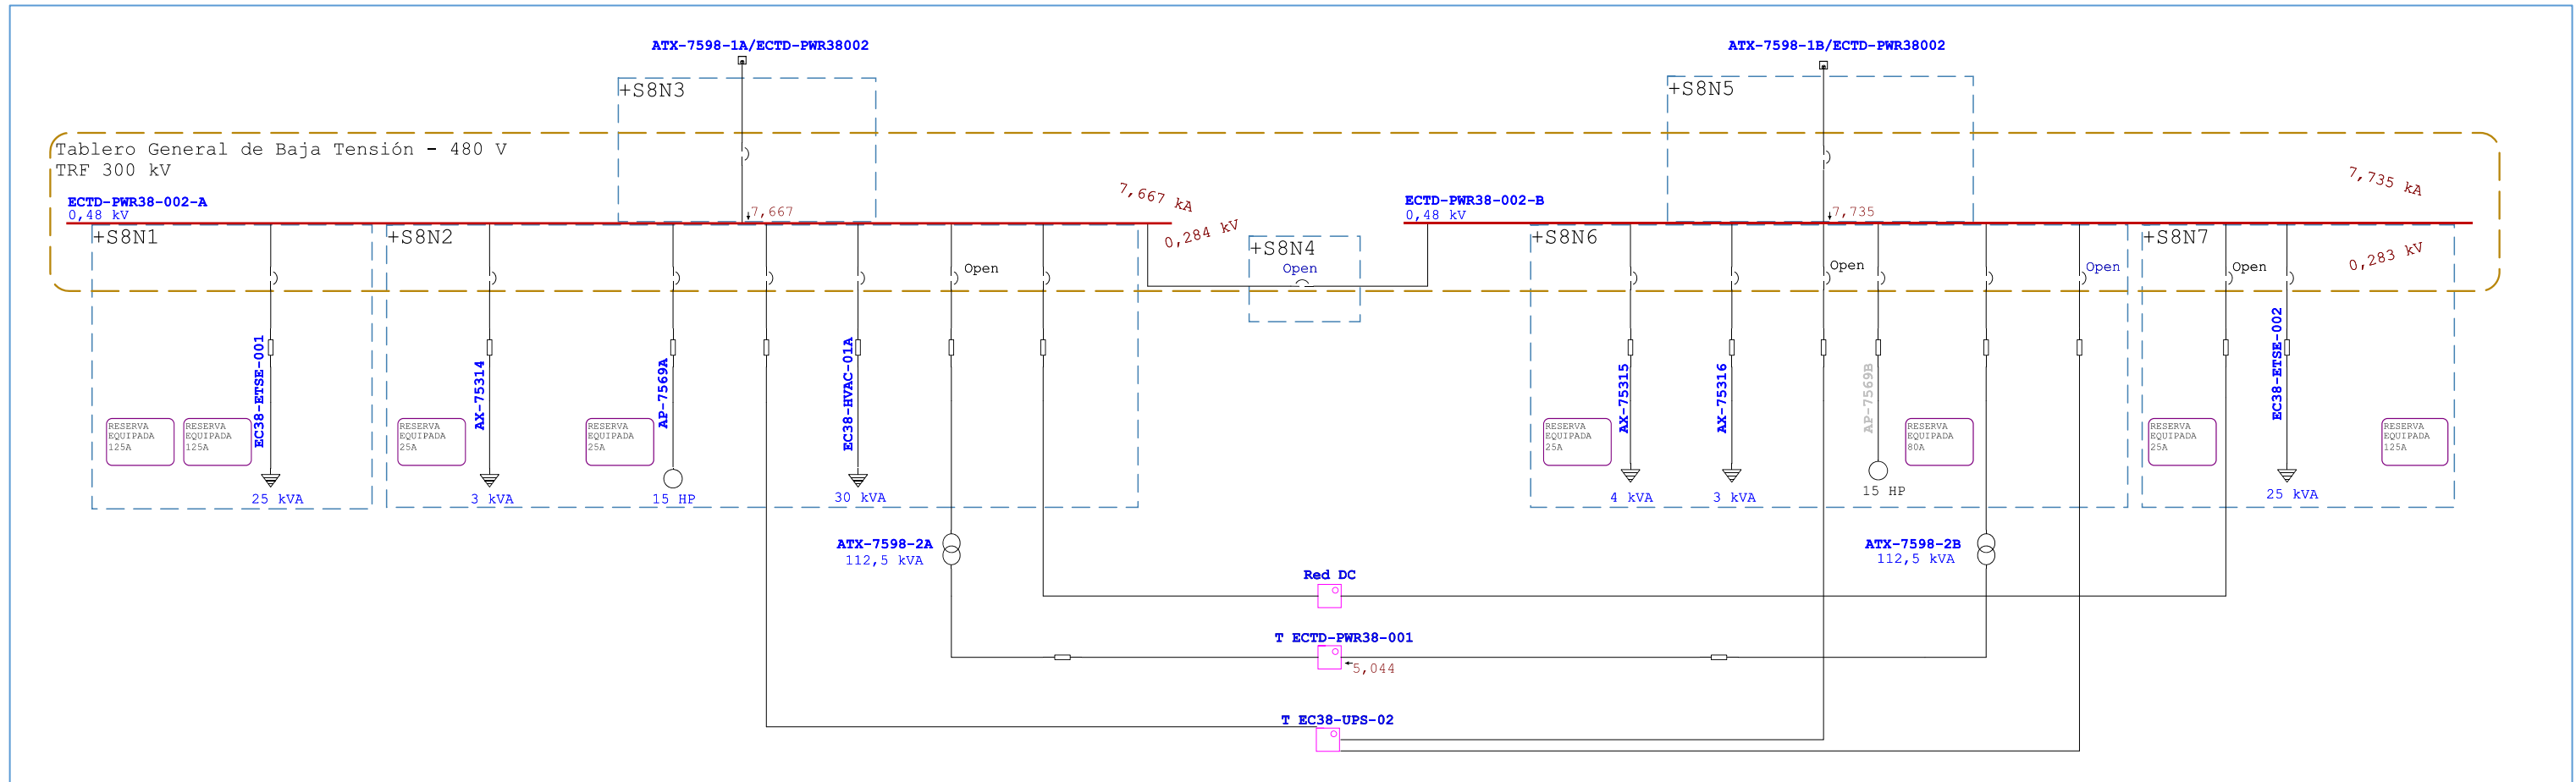 ATX-7598-1A/ECTD-PWR38002
ATX-7598-1B/ECTD-PWR38002
+S8N3
+S8N5
Tablero General de Baja Tensión - 480 V
TRF 300 kV
ECTD-PWR38-002-A
0,48 kV
7,667
7,667 kA
0,284 kV
ECTD-PWR38-002-B
0,48 kV
7,735
7,735 kA
0,283 kV
+S8N1
+S8N2
+S8N4
Open
+S8N6
+S8N7
Open
Open
Open
Open
EC38-ETSE-001
AX-75314
AP-7569A
EC38-HVAC-01A
AX-75315
AX-75316
AP-7569B
EC38-ETSE-002
RESERVA
EQUIPADA
125A
RESERVA
EQUIPADA
125A
RESERVA
EQUIPADA
25A
RESERVA
EQUIPADA
25A
RESERVA
EQUIPADA
25A
RESERVA
EQUIPADA
80A
RESERVA
EQUIPADA
25A
RESERVA
EQUIPADA
125A
25 kVA
3 kVA
15 HP
30 kVA
4 kVA
3 kVA
15 HP
25 kVA
ATX-7598-2A
112,5 kVA
ATX-7598-2B
112,5 kVA
Red DC
T ECTD-PWR38-001
5,044
T EC38-UPS-02